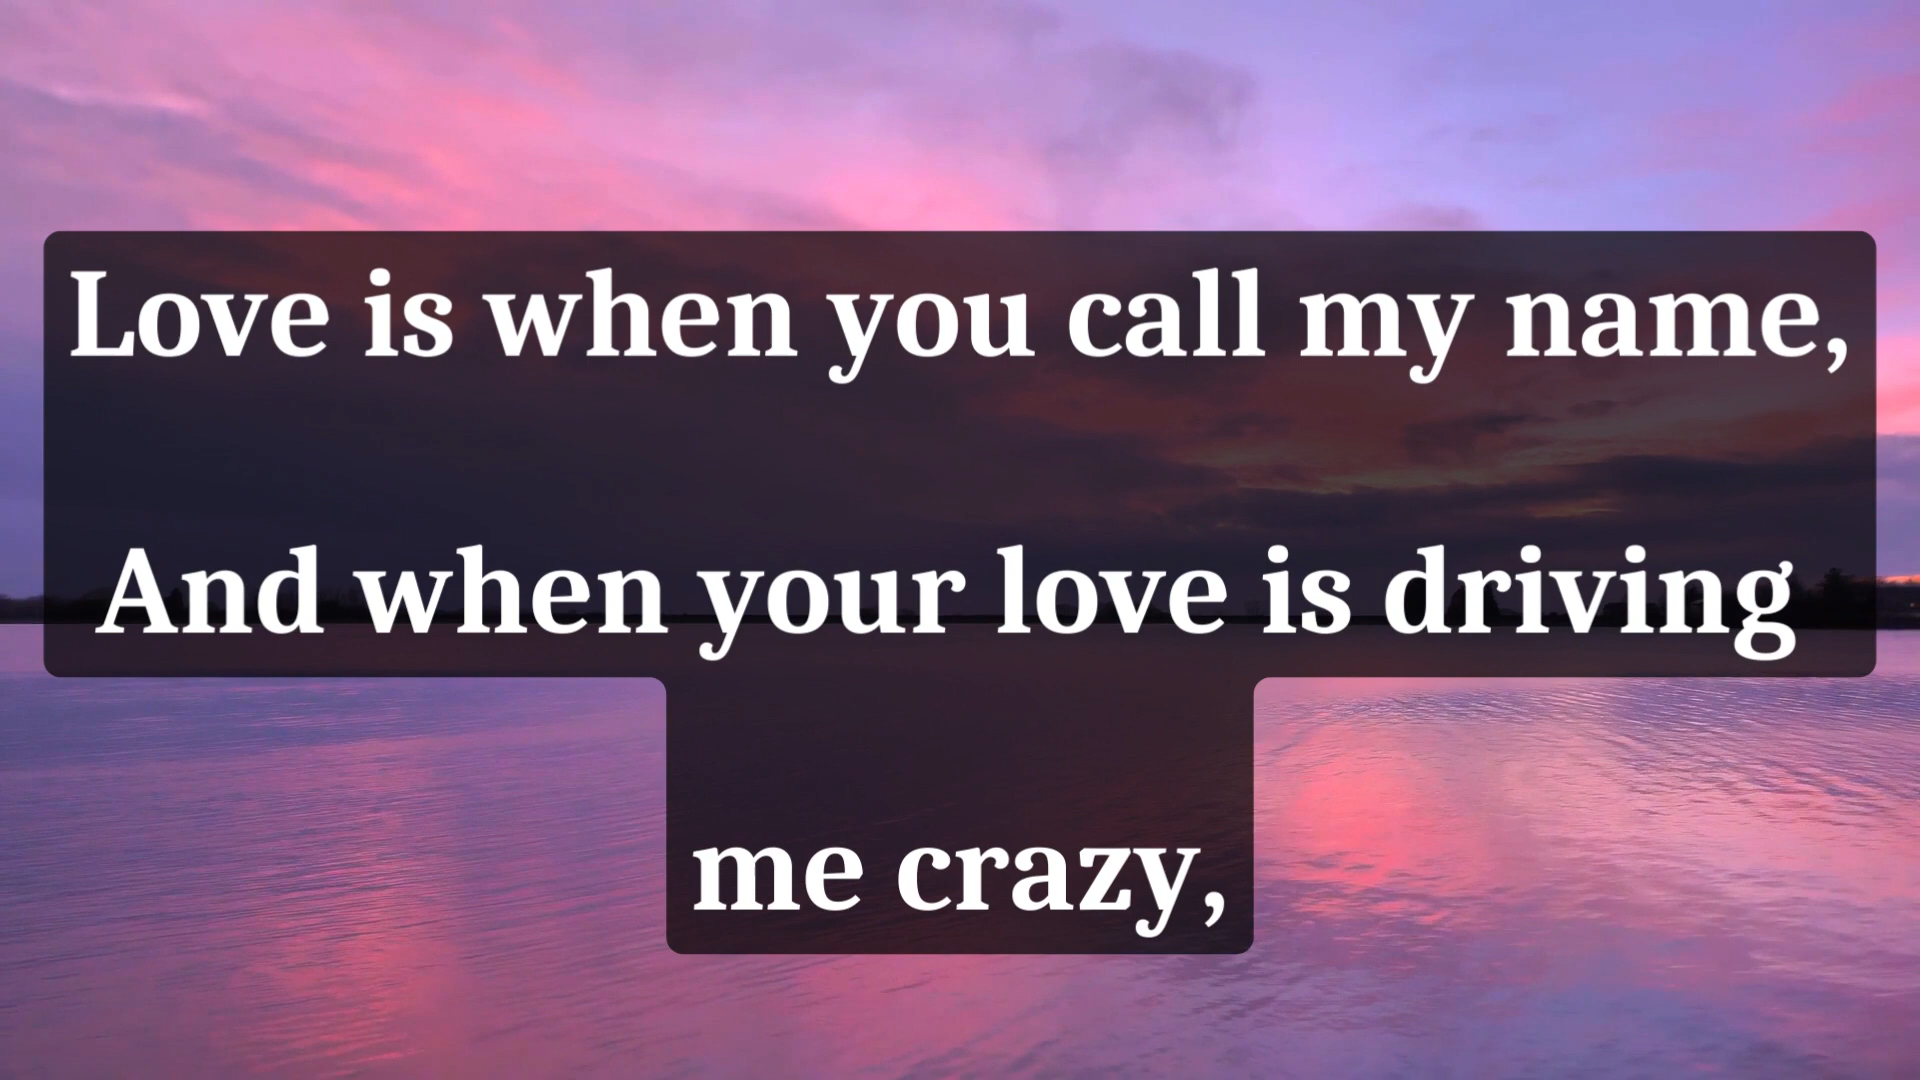 Love is when you call my name,
And when your love is driving
me crazy,